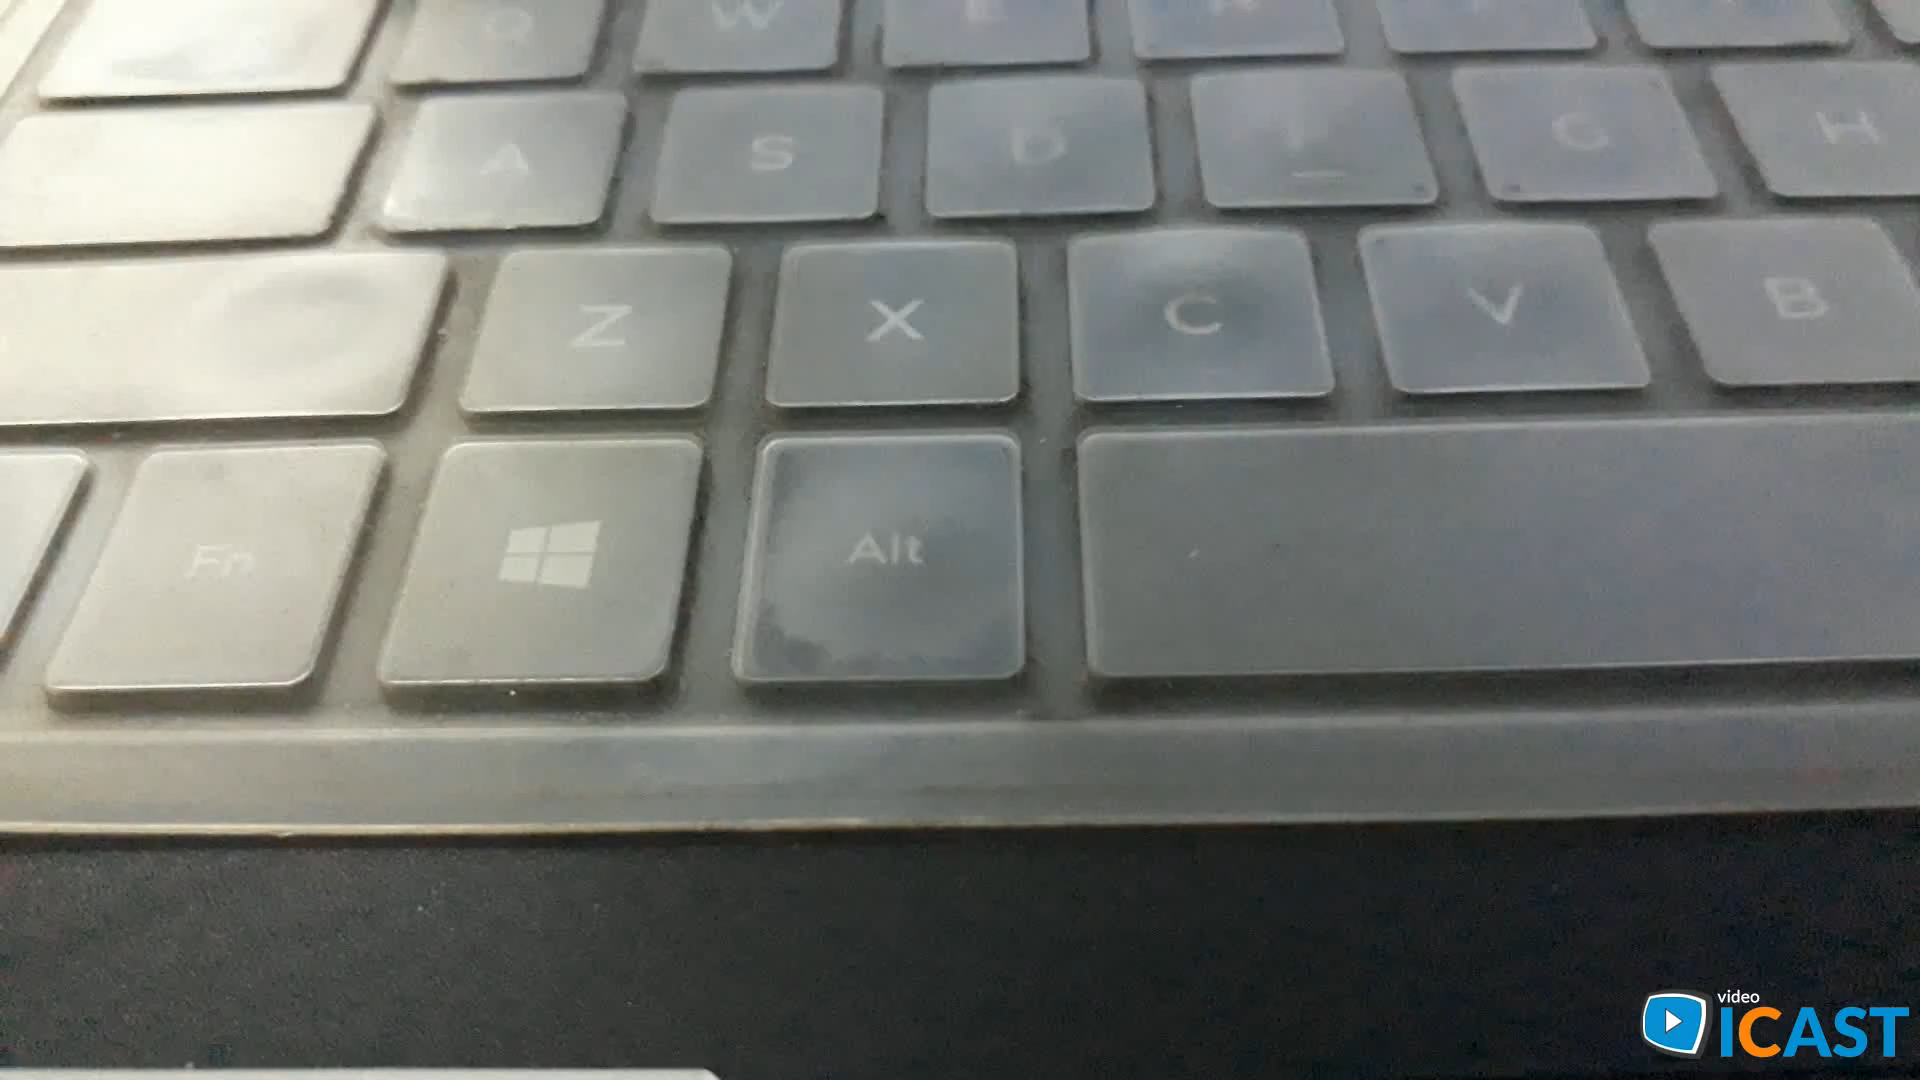 Q W E R
A S D F G H
Z X C V B
Fn Alt
video
ICAST